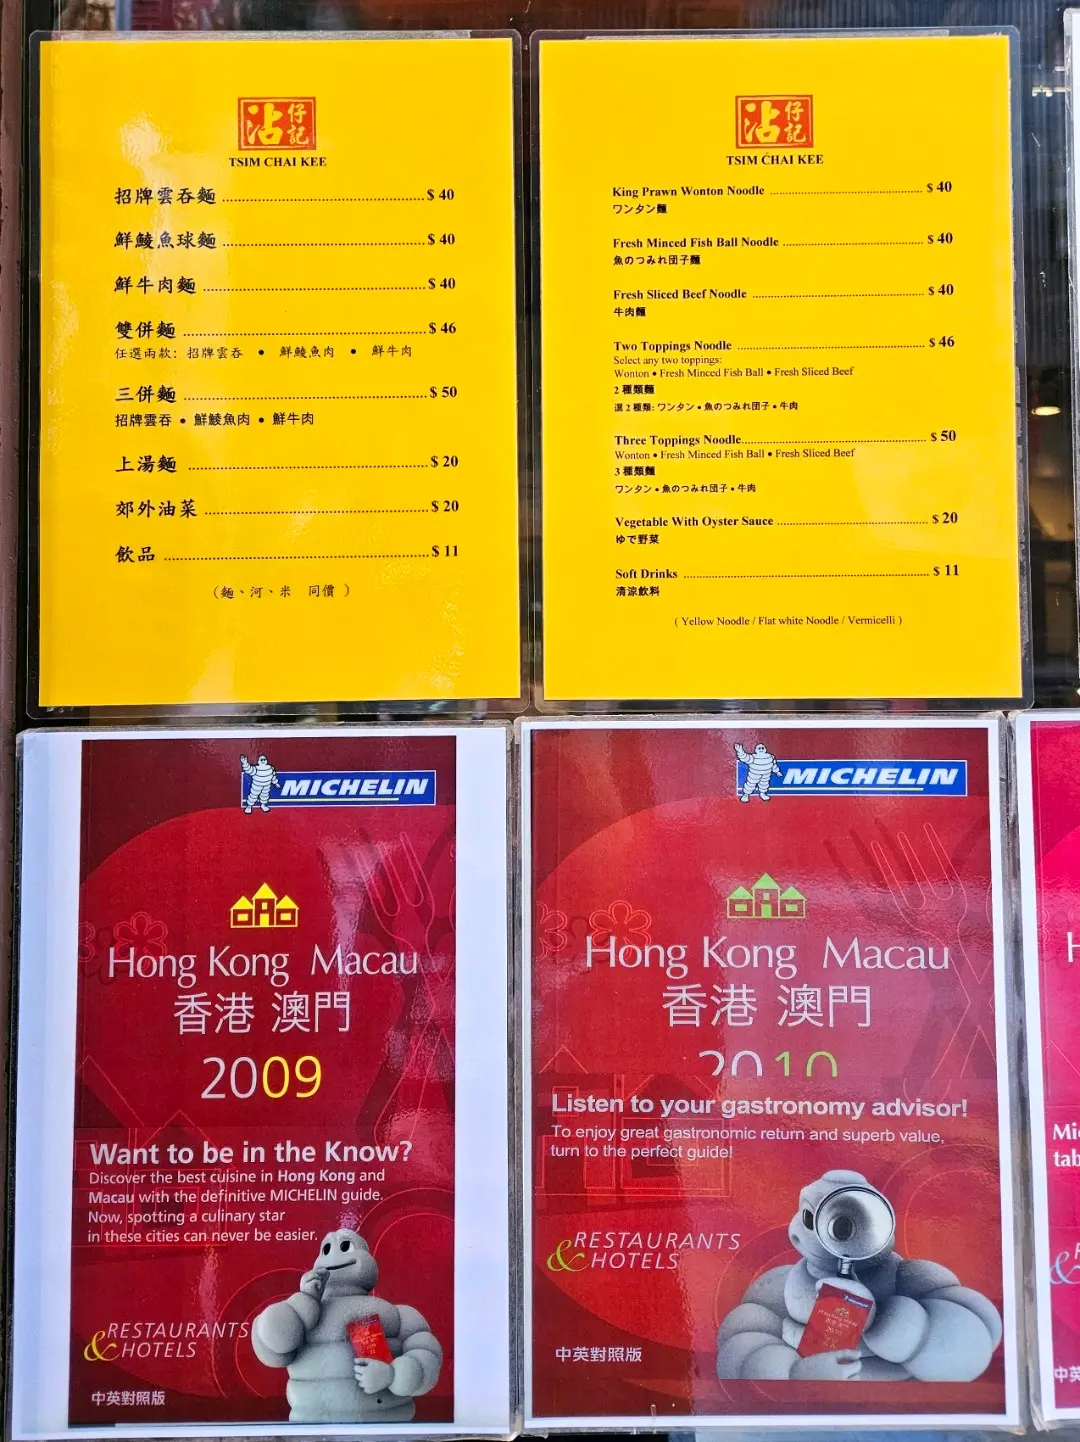 沾仔記
TSIM CHAI KEE
招牌雲吞麵 $ 40
鮮鯪魚球麵 $ 40
鮮牛肉麵 $ 40
雙併麵 $ 46
任選兩款: 招牌雲吞 • 鮮鯪魚肉 • 鮮牛肉
三併麵 $ 50
招牌雲吞 • 鮮鯪魚肉 • 鮮牛肉
上湯麵 $ 20
郊外油菜 $ 20
飲品 $ 11
（麵、河、米 同價 ）
沾仔記
TSIM CHAI KEE
King Prawn Wonton Noodle $ 40
ワンタン麵
Fresh Minced Fish Ball Noodle $ 40
魚のつみれ団子麵
Fresh Sliced Beef Noodle $ 40
牛肉麵
Two Toppings Noodle $ 46
Select any two toppings:
Wonton • Fresh Minced Fish Ball • Fresh Sliced Beef
2 種類麵
選 2 種類: ワンタン • 魚のつみれ団子 • 牛肉
Three Toppings Noodle $ 50
Wonton • Fresh Minced Fish Ball • Fresh Sliced Beef
3 種類麵
ワンタン • 魚のつみれ団子 • 牛肉
Vegetable With Oyster Sauce $ 20
ゆで野菜
Soft Drinks $ 11
清涼飲料
( Yellow Noodle / Flat white Noodle / Vermicelli )
MICHELIN
Hong Kong Macau
香港 澳門
2009
Want to be in the Know?
Discover the best cuisine in Hong Kong and
Macau with the definitive MICHELIN guide.
Now, spotting a culinary star
in these cities can never be easier.
RESTAURANTS
& HOTELS
中英對照版
MICHELIN
Hong Kong Macau
香港 澳門
2010
Listen to your gastronomy advisor!
To enjoy great gastronomic return and superb value,
turn to the perfect guide!
RESTAURANTS
& HOTELS
中英對照版